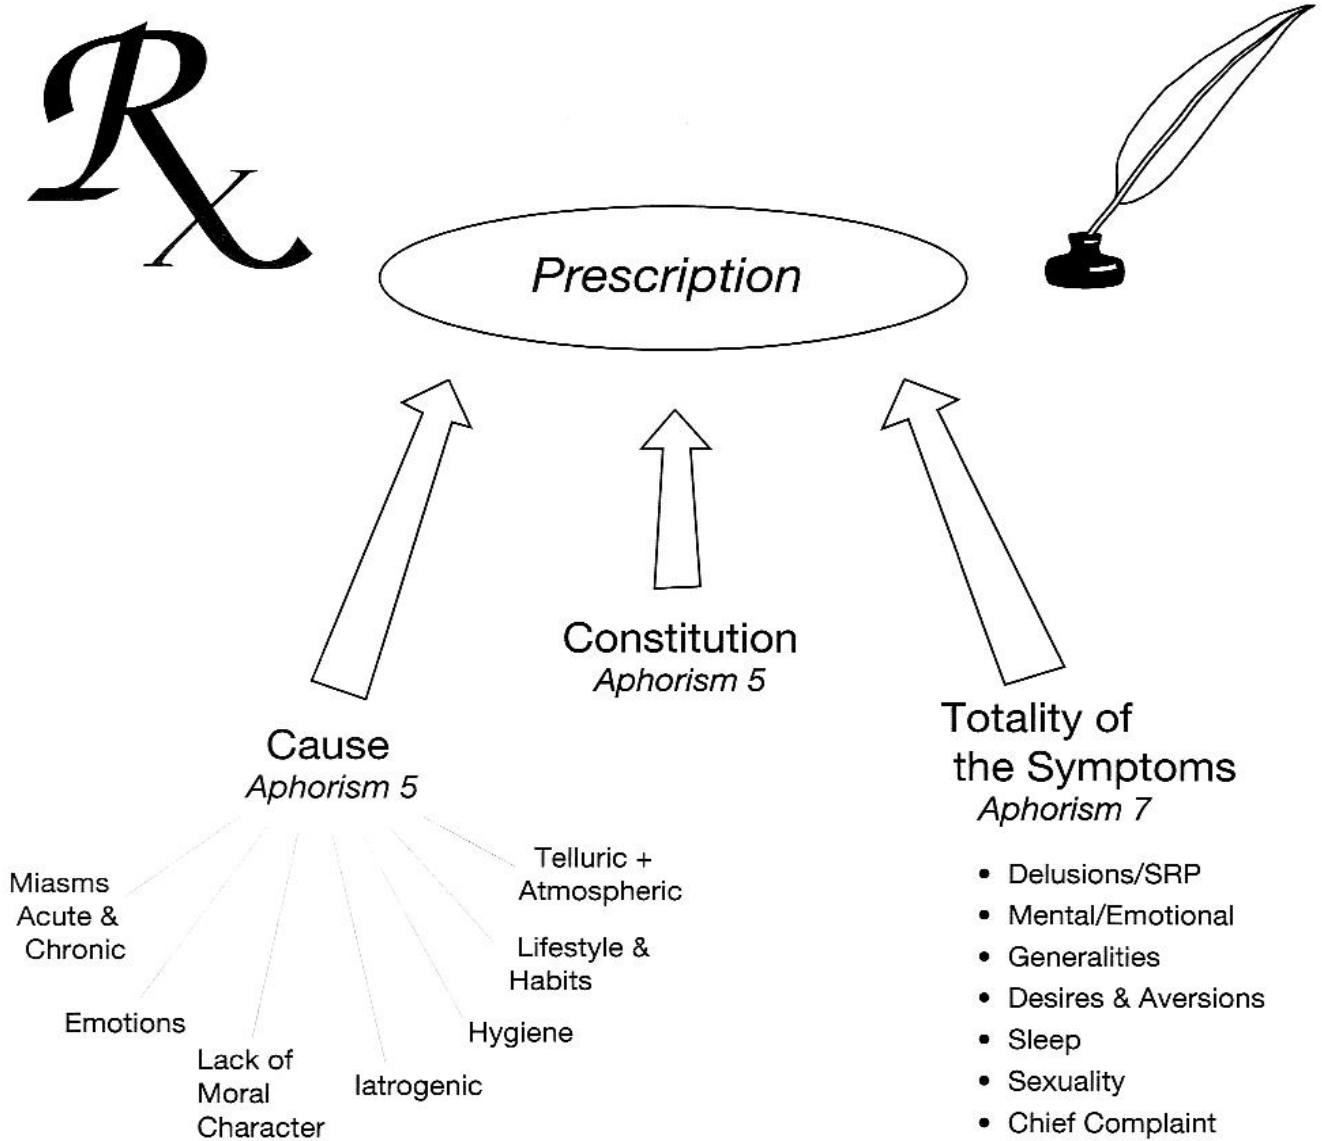 Rx
Prescription
Constitution
Aphorism 5
Cause
Aphorism 5
Miasms
Acute &
Chronic
Emotions
Lack of
Moral
Character
Iatrogenic
Hygiene
Lifestyle &
Habits
Telluric +
Atmospheric
Totality of
the Symptoms
Aphorism 7
• Delusions/SRP
• Mental/Emotional
• Generalities
• Desires & Aversions
• Sleep
• Sexuality
• Chief Complaint